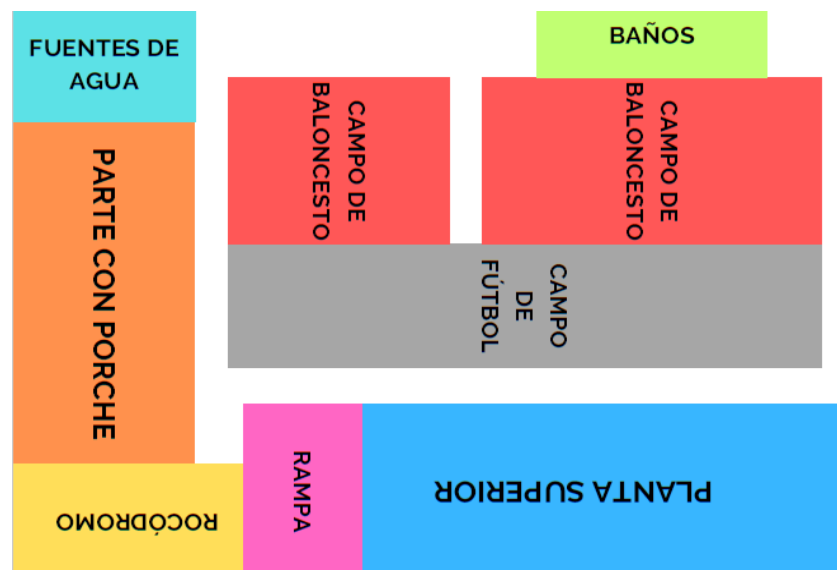 FUENTES DE
AGUA
BAÑOS
CAMPO DE
BALONCESTO
CAMPO DE
BALONCESTO
PARTE CON PORCHE
CAMPO
DE
FÚTBOL
ROCÓDROMO
RAMPA
PLANTA SUPERIOR